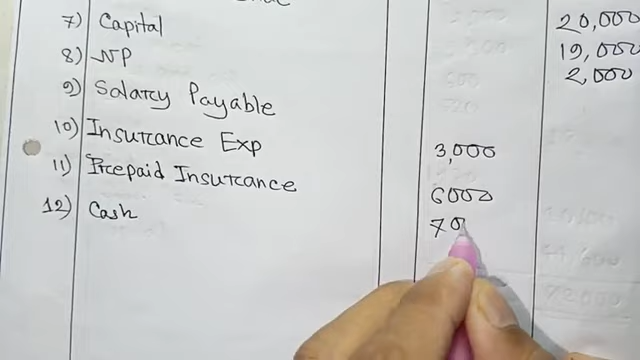 7) Capital 20,000
8) NP 19,000
9) Salary Payable 2,000
10) Insurance Exp 3,000
11) Prepaid Insurance 6000
12) Cash 70